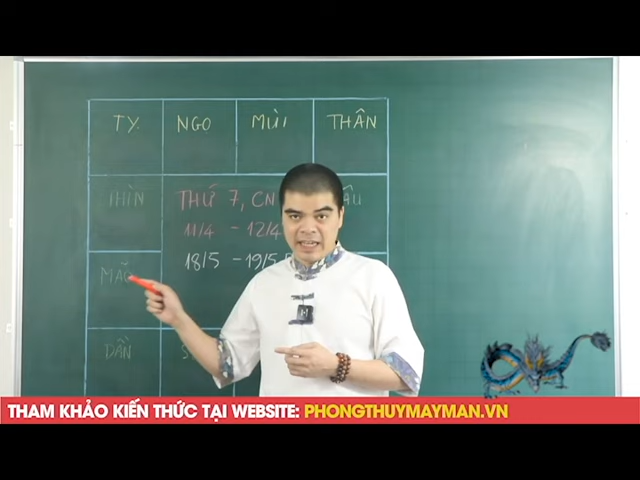 TỴ NGỌ MÙI THÂN
THÌN THỨ 7, CN
11/4 - 12/4
MÃO 18/5 - 19/5
DẦN
THAM KHẢO KIẾN THỨC TẠI WEBSITE: PHONGTHUYMAYMAN.VN